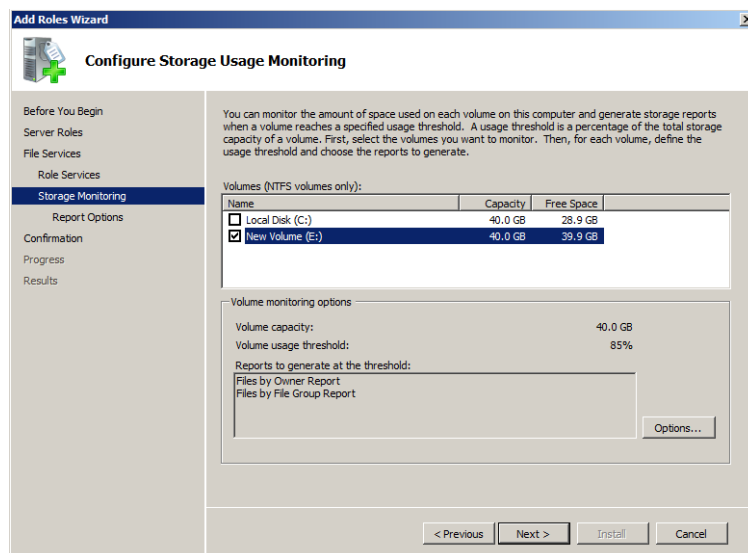 Add Roles Wizard
Configure Storage Usage Monitoring
Before You Begin
Server Roles
File Services
Role Services
Storage Monitoring
Report Options
Confirmation
Progress
Results
You can monitor the amount of space used on each volume on this computer and generate storage reports
when a volume reaches a specified usage threshold. A usage threshold is a percentage of the total storage
capacity of a volume. First, select the volumes you want to monitor. Then, for each volume, define the
usage threshold and choose the reports to generate.
Volumes (NTFS volumes only):
Name Capacity Free Space
Local Disk (C:) 40.0 GB 28.9 GB
New Volume (E:) 40.0 GB 39.9 GB
Volume monitoring options
Volume capacity: 40.0 GB
Volume usage threshold: 85%
Reports to generate at the threshold:
Files by Owner Report
Files by File Group Report
Options...
< Previous Next > Install Cancel